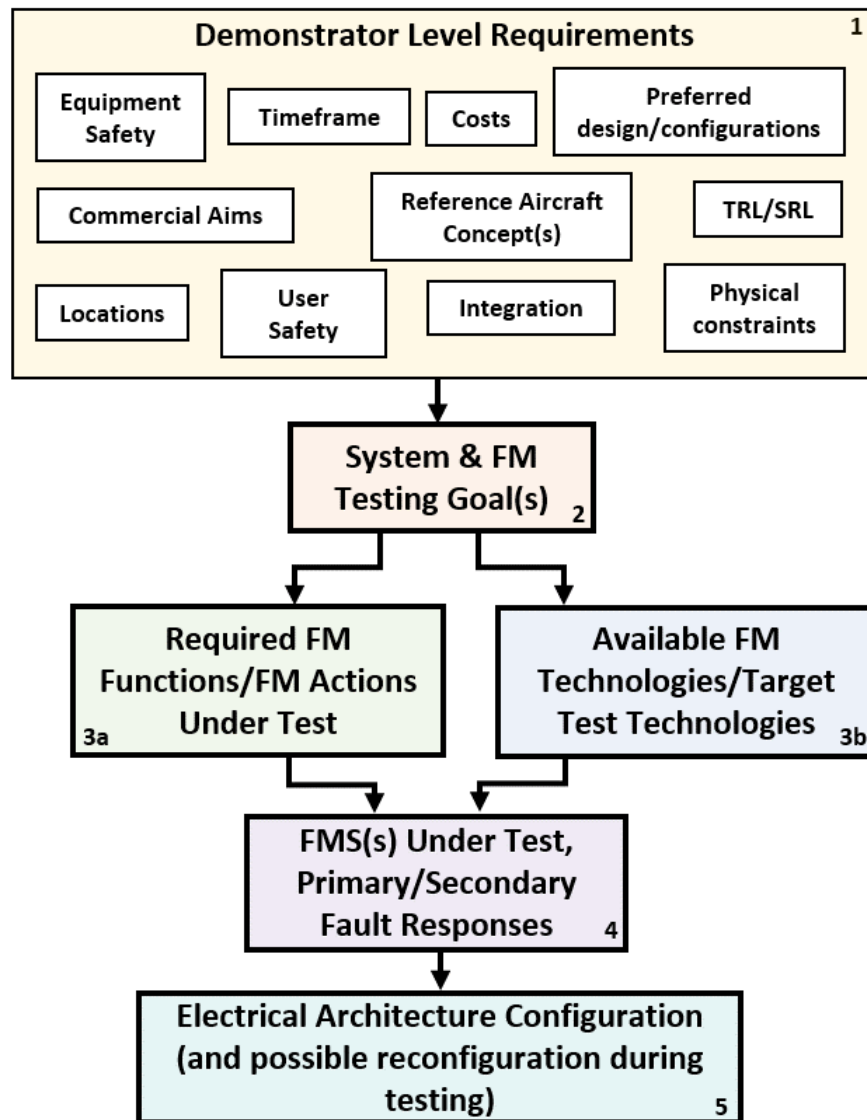 Demonstrator Level Requirements
1
Equipment
Safety
Timeframe
Costs
Preferred
design/configurations
Commercial Aims
Reference Aircraft
Concept(s)
TRL/SRL
Locations
User
Safety
Integration
Physical
constraints
System & FM
Testing Goal(s)
2
Required FM
Functions/FM Actions
Under Test
3a
Available FM
Technologies/Target
Test Technologies
3b
FMS(s) Under Test,
Primary/Secondary
Fault Responses
4
Electrical Architecture Configuration
(and possible reconfiguration during
testing)
5